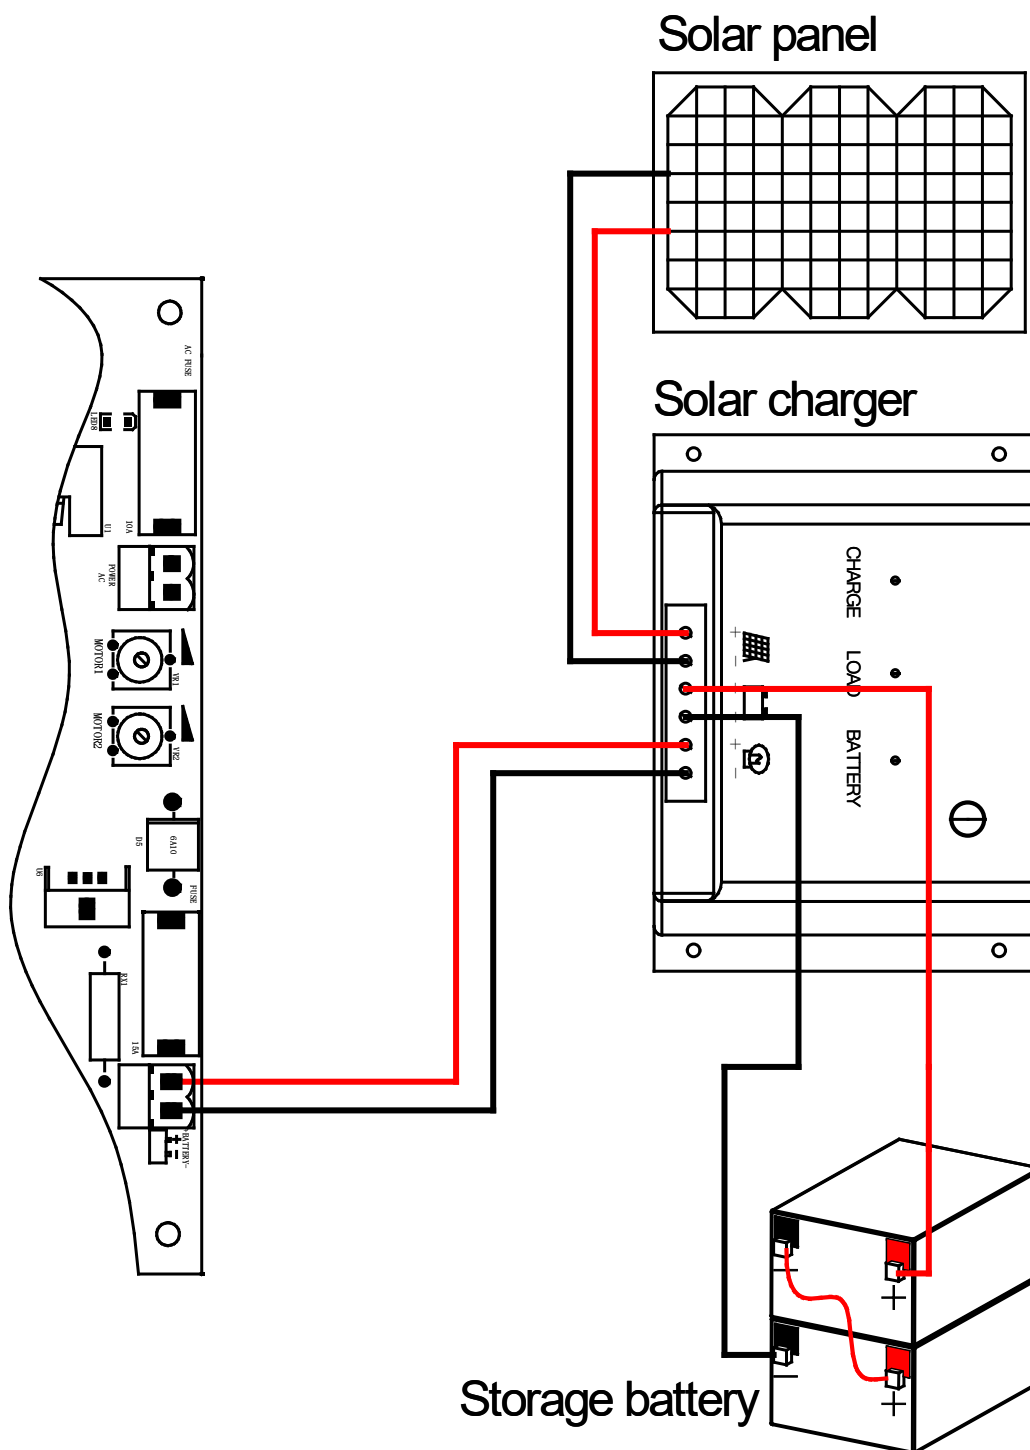 Solar panel
AC FUSE
Solar charger
LED8
10A
U1
POWER
AC
CHARGE
+
−
LOAD
MOTOR1
VR1
MOTOR2
VR2
BATTERY
+
−
D5
6A10
U6
FUSE
RX1
15A
+
−
BATTERY-
−
+
Storage battery
−
+